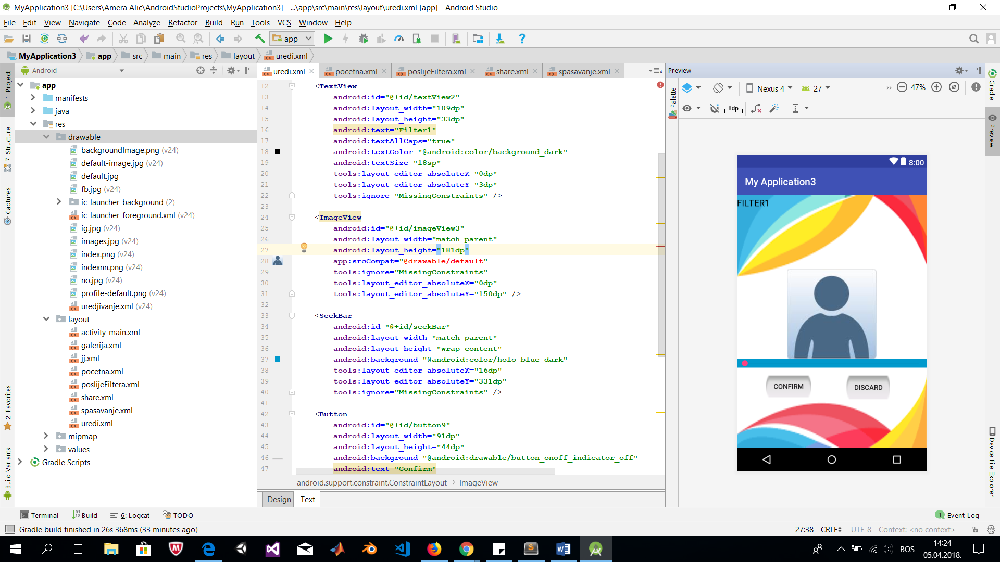 MyApplication3 [C:\Users\Amera Alic\AndroidStudioProjects\MyApplication3] - ...\app\src\main\res\layout\uredi.xml [app] - Android Studio
File Edit View Navigate Code Analyze Refactor Build Run Tools VCS Window Help
app
MyApplication3 app src main res layout uredi.xml
1: Project
7: Structure
Captures
2: Favorites
Build Variants
Android
app
manifests
java
res
drawable
backgroundImage.png (v24)
default-image.jpg (v24)
default.jpg
fb.jpg (v24)
ic_launcher_background (2)
ic_launcher_foreground.xml (v24)
ig.jpg (v24)
images.jpg (v24)
index.png (v24)
indexnn.png (v24)
no.jpg (v24)
profile-default.png (v24)
uredjivanje.xml (v24)
layout
activity_main.xml
galerija.xml
jj.xml
pocetna.xml
poslijeFiltera.xml
share.xml
spasavanje.xml
uredi.xml
mipmap
values
Gradle Scripts
uredi.xml pocetna.xml poslijeFiltera.xml share.xml spasavanje.xml 4
12 <TextView
13 android:id="@+id/textView2"
14 android:layout_width="109dp"
15 android:layout_height="33dp"
16 android:text="Filter1"
17 android:textAllCaps="true"
18 android:textColor="@android:color/background_dark"
19 android:textSize="18sp"
20 tools:layout_editor_absoluteX="0dp"
21 tools:layout_editor_absoluteY="3dp"
22 tools:ignore="MissingConstraints" />
23
24 <ImageView
25 android:id="@+id/imageView3"
26 android:layout_width="match_parent"
27 android:layout_height="181dp"
28 app:srcCompat="@drawable/default"
29 tools:ignore="MissingConstraints"
30 tools:layout_editor_absoluteX="0dp"
31 tools:layout_editor_absoluteY="150dp" />
32
33 <SeekBar
34 android:id="@+id/seekBar"
35 android:layout_width="match_parent"
36 android:layout_height="wrap_content"
37 android:background="@android:color/holo_blue_dark"
38 tools:layout_editor_absoluteX="16dp"
39 tools:layout_editor_absoluteY="331dp"
40 tools:ignore="MissingConstraints" />
41
42 <Button
43 android:id="@+id/button9"
44 android:layout_width="91dp"
45 android:layout_height="44dp"
46 android:background="@android:drawable/button_onoff_indicator_off"
47 android:text="Confirm"
android.support.constraint.ConstraintLayout › ImageView
Design Text
Preview
Palette
Nexus 4 27 » 47%
8dp
8:00
My Application3
FILTER1
CONFIRM DISCARD
Gradle
Preview
Device File Explorer
Terminal Build 6: Logcat TODO 1 Event Log
Gradle build finished in 26s 368ms (33 minutes ago) 27:38 CRLF UTF-8 Context: <no context>
BOS
14:24
05.04.2018.